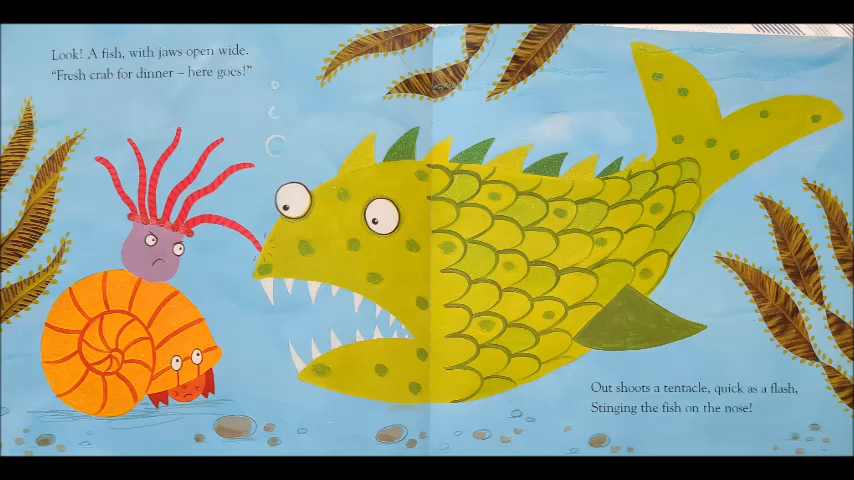 Look! A fish, with jaws open wide.
“Fresh crab for dinner – here goes!”
Out shoots a tentacle, quick as a flash,
Stinging the fish on the nose!